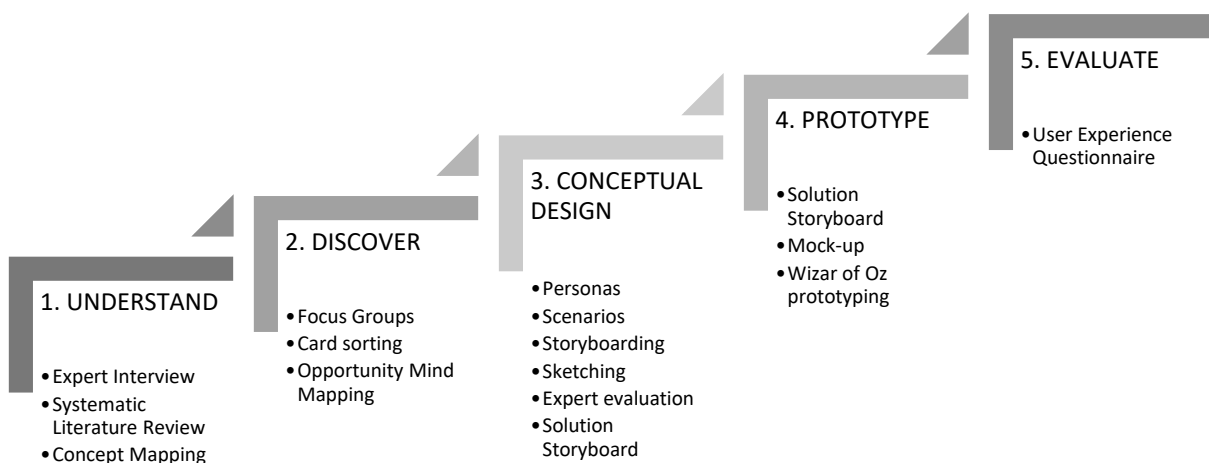 1. UNDERSTAND
•Expert Interview
•Systematic
Literature Review
•Concept Mapping
2. DISCOVER
•Focus Groups
•Card sorting
•Opportunity Mind
Mapping
3. CONCEPTUAL
DESIGN
•Personas
•Scenarios
•Storyboarding
•Sketching
•Expert evaluation
•Solution
Storyboard
4. PROTOTYPE
•Solution
Storyboard
•Mock-up
•Wizar of Oz
prototyping
5. EVALUATE
•User Experience
Questionnaire